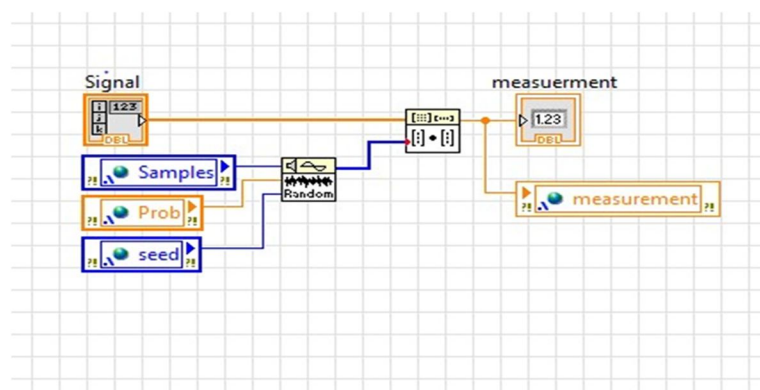 Signal
measuerment
i
123
j
k
DBL
1.23
DBL
Samples
?!
?!
Random
Prob
?!
?!
measurement
?!
?!
seed
?!
?!